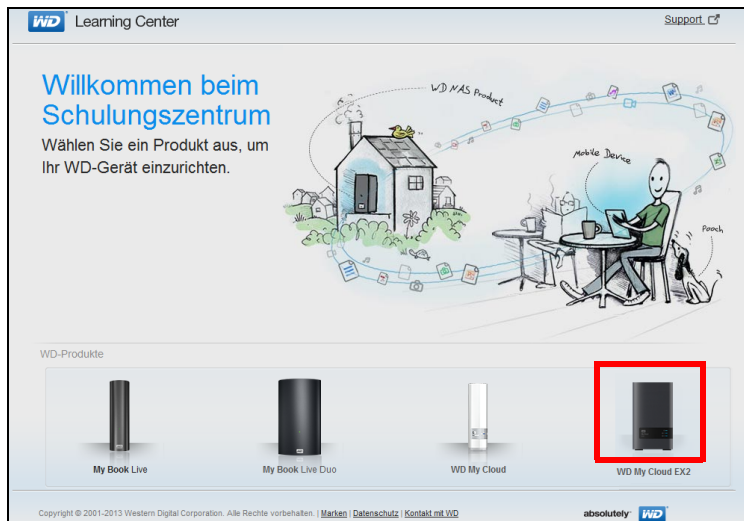 WD Learning Center
Support
Willkommen beim
Schulungszentrum
Wählen Sie ein Produkt aus, um
Ihr WD-Gerät einzurichten.
WD NAS Product
Mobile Device
Pooch
WD-Produkte
My Book Live
My Book Live Duo
WD My Cloud
WD My Cloud EX2
Copyright © 2001-2013 Western Digital Corporation. Alle Rechte vorbehalten. | Marken | Datenschutz | Kontakt mit WD
absolutely WD